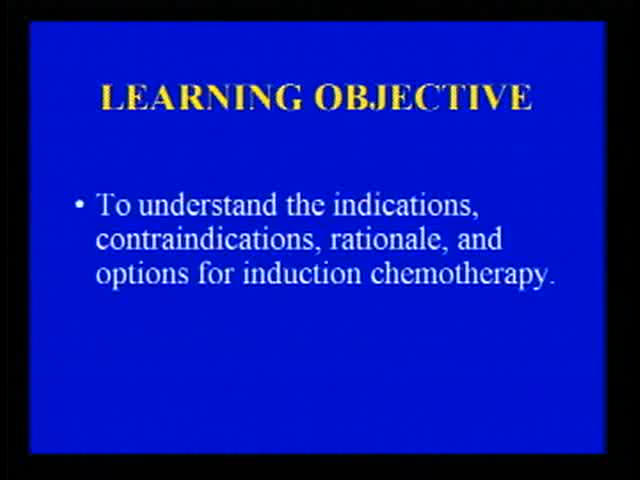 LEARNING OBJECTIVE
• To understand the indications,
contraindications, rationale, and
options for induction chemotherapy.